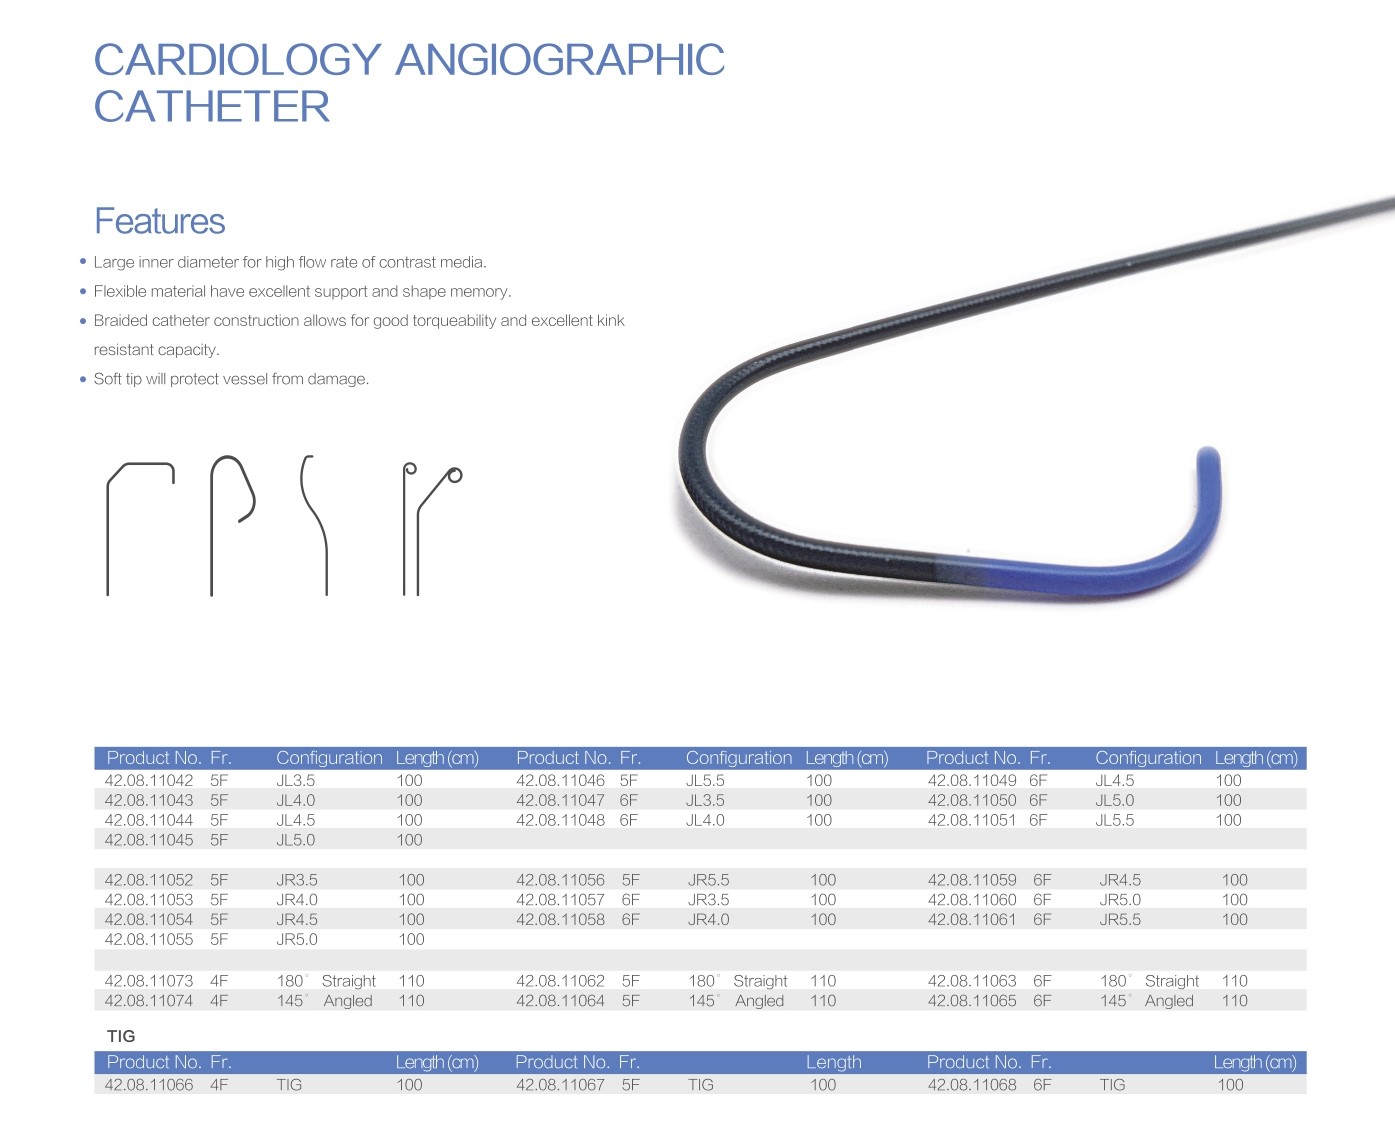 CARDIOLOGY ANGIOGRAPHIC
CATHETER
Features
• Large inner diameter for high flow rate of contrast media.
• Flexible material have excellent support and shape memory.
• Braided catheter construction allows for good torqueability and excellent kink
resistant capacity.
• Soft tip will protect vessel from damage.
Product No. Fr. Configuration Length (cm) Product No. Fr. Configuration Length (cm) Product No. Fr. Configuration Length (cm)
42.08.11042 5F JL3.5 100 42.08.11046 5F JL5.5 100 42.08.11049 6F JL4.5 100
42.08.11043 5F JL4.0 100 42.08.11047 6F JL3.5 100 42.08.11050 6F JL5.0 100
42.08.11044 5F JL4.5 100 42.08.11048 6F JL4.0 100 42.08.11051 6F JL5.5 100
42.08.11045 5F JL5.0 100
42.08.11052 5F JR3.5 100 42.08.11056 5F JR5.5 100 42.08.11059 6F JR4.5 100
42.08.11053 5F JR4.0 100 42.08.11057 6F JR3.5 100 42.08.11060 6F JR5.0 100
42.08.11054 5F JR4.5 100 42.08.11058 6F JR4.0 100 42.08.11061 6F JR5.5 100
42.08.11055 5F JR5.0 100
42.08.11073 4F 180° Straight 110 42.08.11062 5F 180° Straight 110 42.08.11063 6F 180° Straight 110
42.08.11074 4F 145° Angled 110 42.08.11064 5F 145° Angled 110 42.08.11065 6F 145° Angled 110
TIG
Product No. Fr. Length (cm) Product No. Fr. Length Product No. Fr. Length (cm)
42.08.11066 4F TIG 100 42.08.11067 5F TIG 100 42.08.11068 6F TIG 100